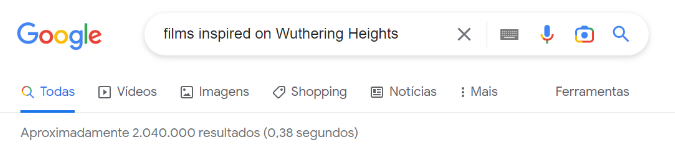 Google films inspired on Wuthering Heights
Todas Vídeos Imagens Shopping Notícias Mais Ferramentas
Aproximadamente 2.040.000 resultados (0,38 segundos)